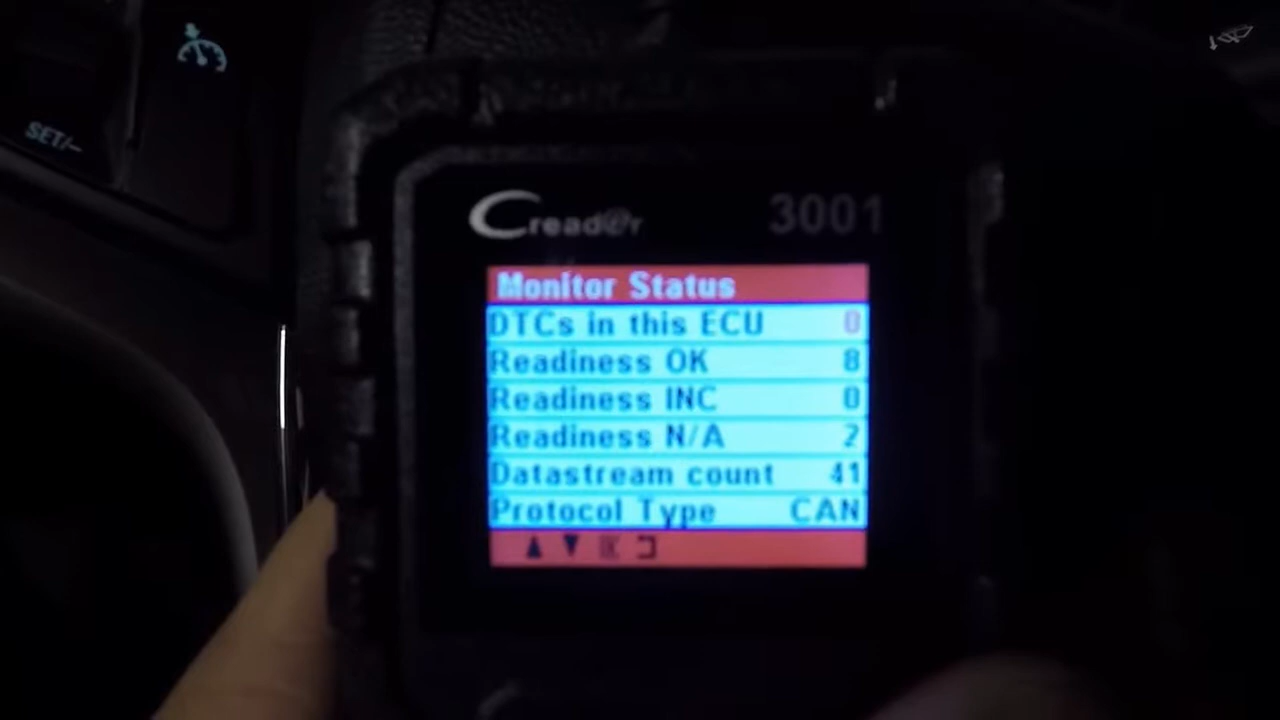 SET/-
Cread@r 3001
Monitor Status
DTCs in this ECU 0
Readiness OK 8
Readiness INC 0
Readiness N/A 2
Datastream count 41
Protocol Type CAN